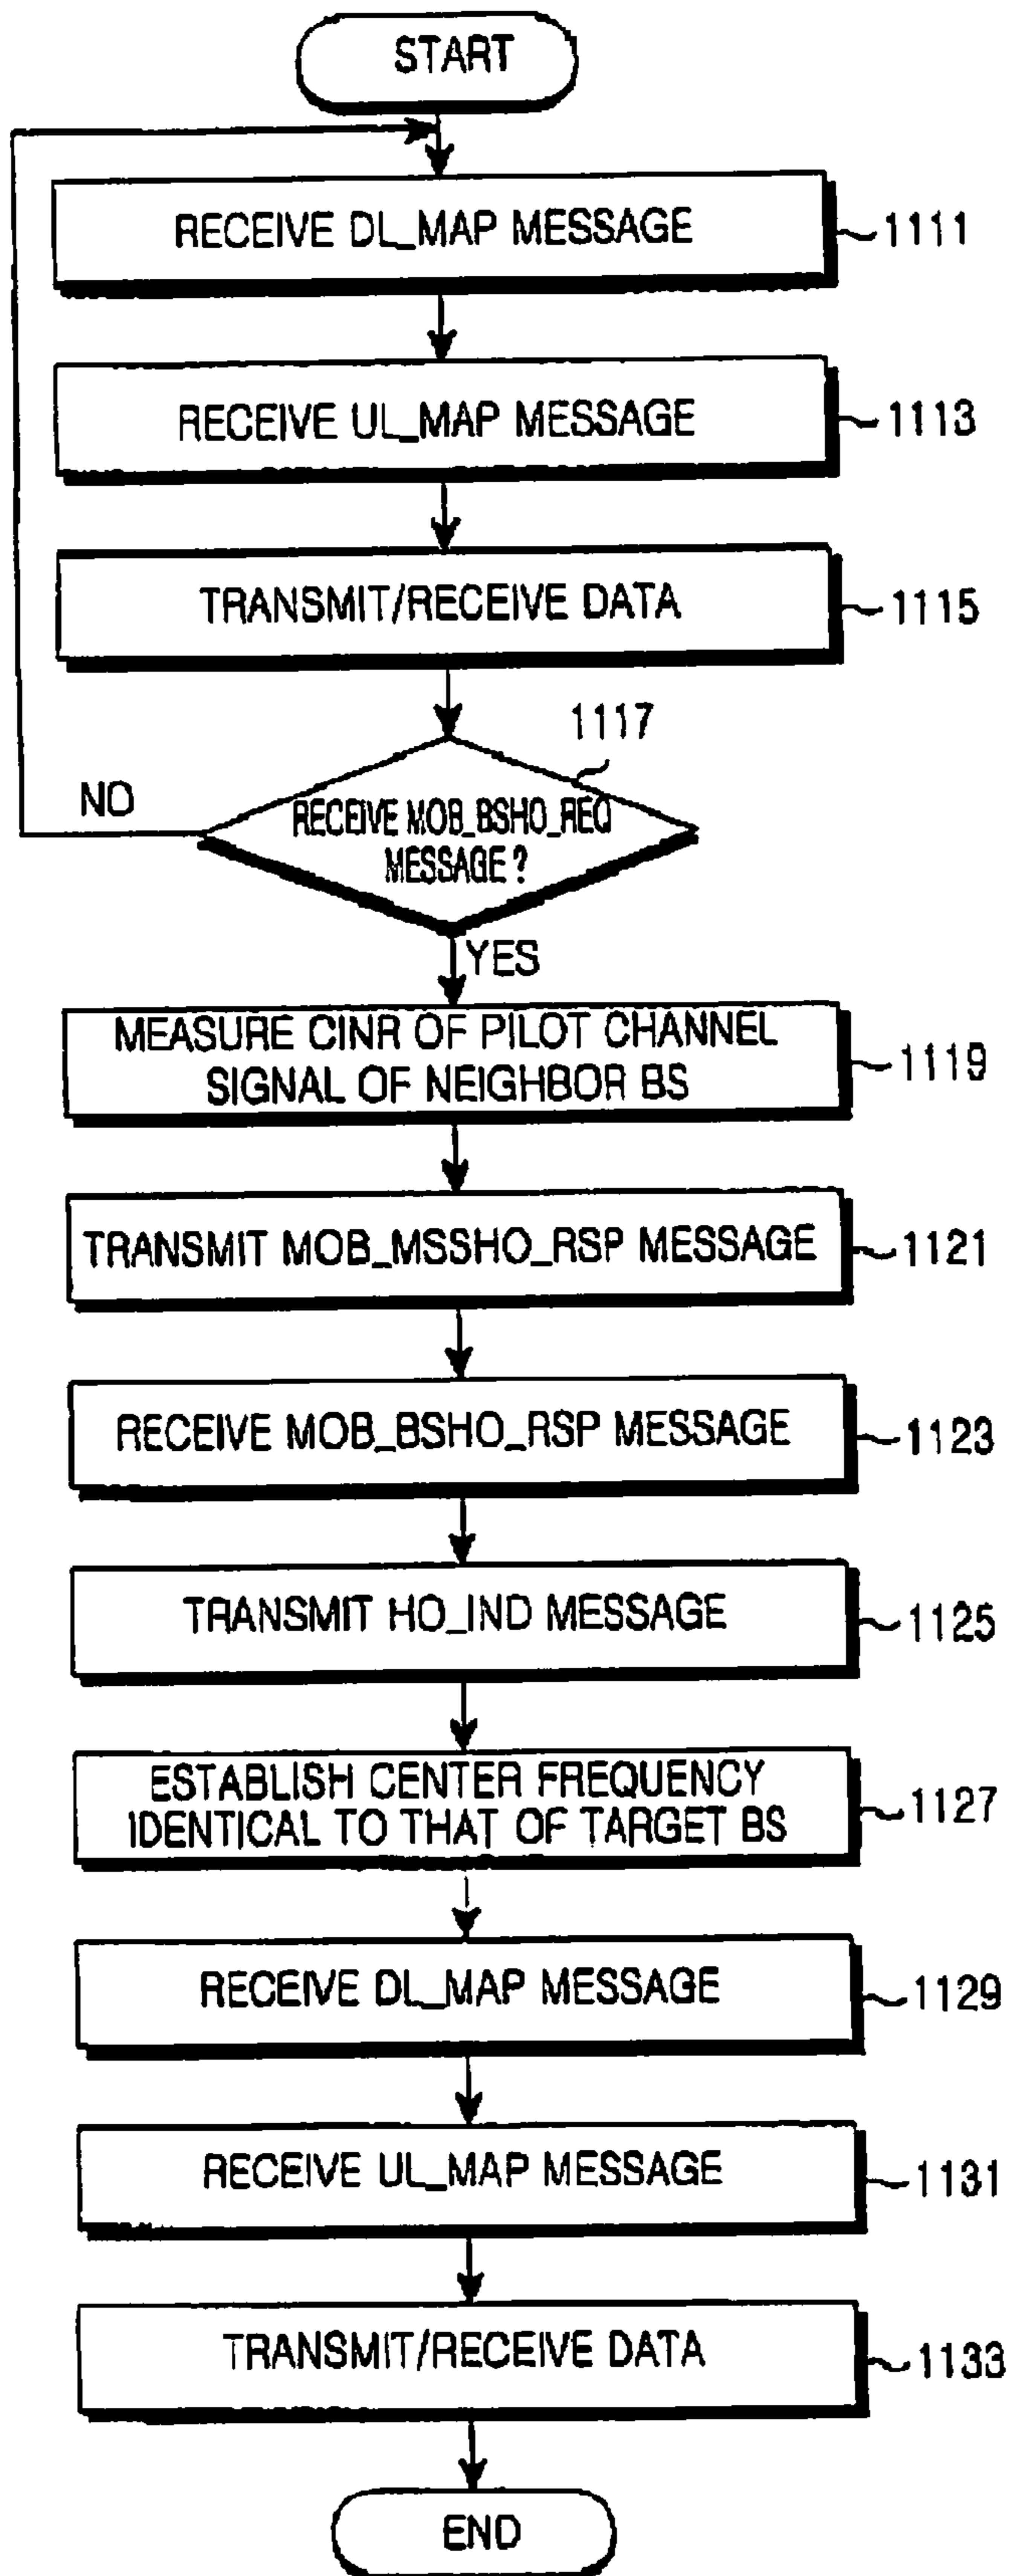 START
RECEIVE DL_MAP MESSAGE
1111
RECEIVE UL_MAP MESSAGE
1113
TRANSMIT/RECEIVE DATA
1115
1117
NO
RECEIVE MOB_BSHO_REQ
MESSAGE?
YES
MEASURE CINR OF PILOT CHANNEL
SIGNAL OF NEIGHBOR BS
1119
TRANSMIT MOB_MSSHO_RSP MESSAGE
1121
RECEIVE MOB_BSHO_RSP MESSAGE
1123
TRANSMIT HO_IND MESSAGE
1125
ESTABLISH CENTER FREQUENCY
IDENTICAL TO THAT OF TARGET BS
1127
RECEIVE DL_MAP MESSAGE
1129
RECEIVE UL_MAP MESSAGE
1131
TRANSMIT/RECEIVE DATA
1133
END